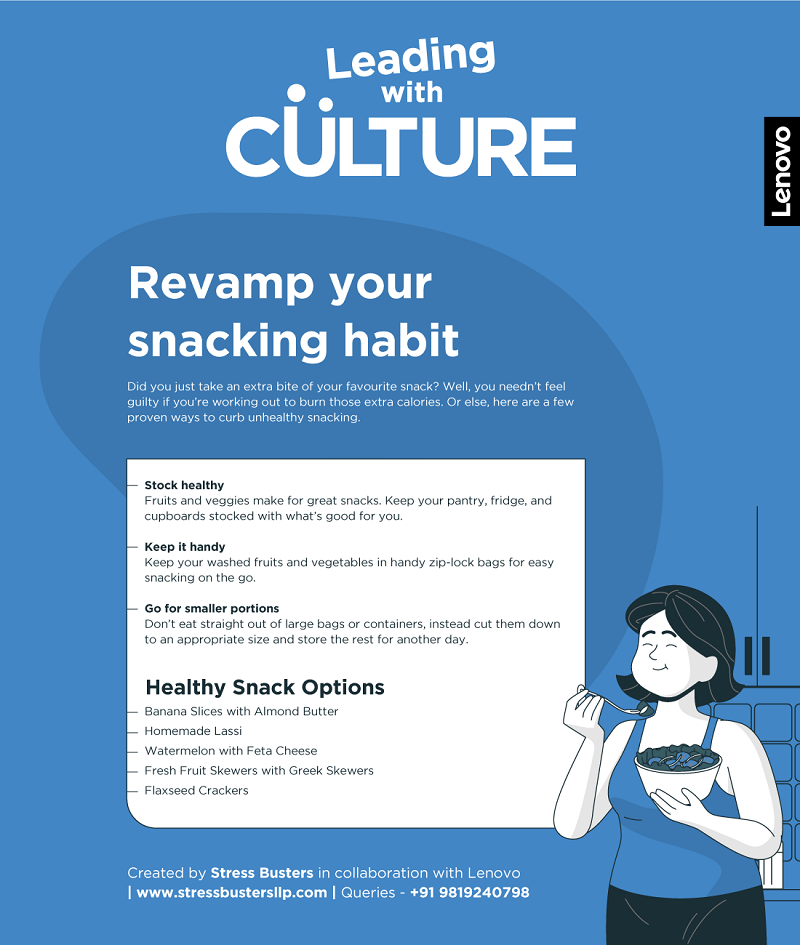 Leading
with
CÜLTURE
Lenovo
Revamp your
snacking habit
Did you just take an extra bite of your favourite snack? Well, you needn't feel
guilty if you're working out to burn those extra calories. Or else, here are a few
proven ways to curb unhealthy snacking.
Stock healthy
Fruits and veggies make for great snacks. Keep your pantry, fridge, and
cupboards stocked with what's good for you.
Keep it handy
Keep your washed fruits and vegetables in handy zip-lock bags for easy
snacking on the go.
Go for smaller portions
Don't eat straight out of large bags or containers, instead cut them down
to an appropriate size and store the rest for another day.
Healthy Snack Options
Banana Slices with Almond Butter
Homemade Lassi
Watermelon with Feta Cheese
Fresh Fruit Skewers with Greek Skewers
Flaxseed Crackers
Created by Stress Busters in collaboration with Lenovo
| www.stressbustersllp.com | Queries - +91 9819240798